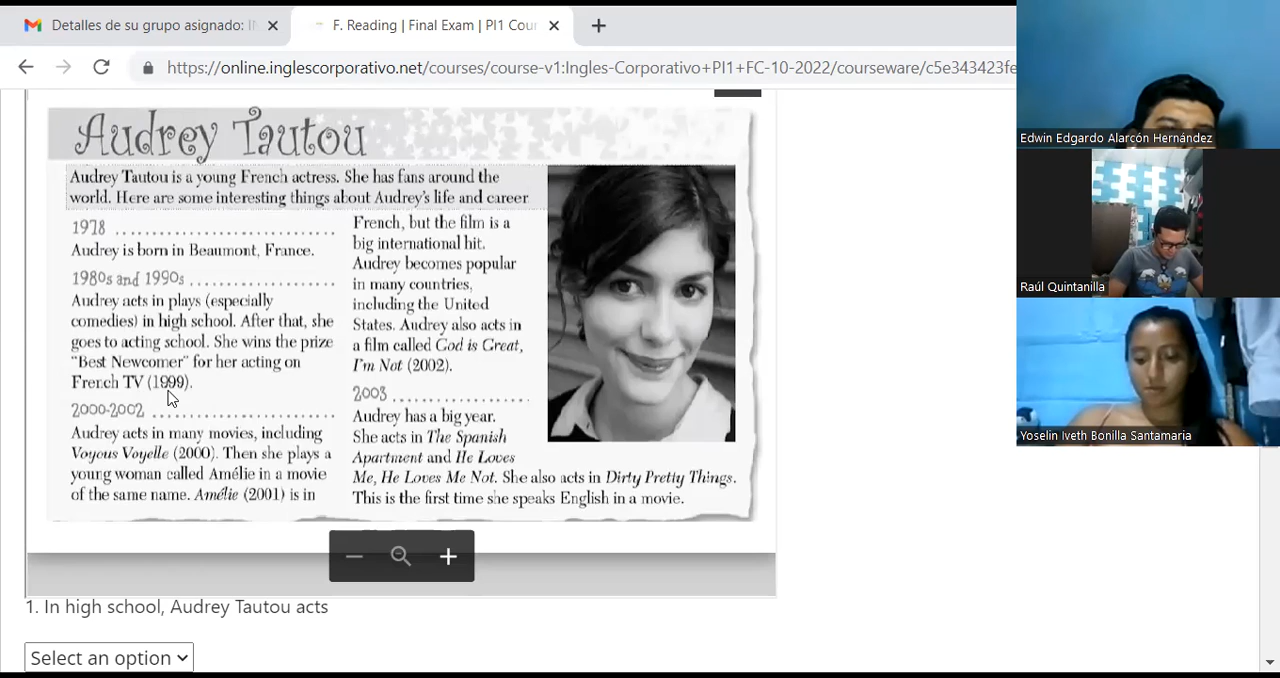 Detalles de su grupo asignado: I
F. Reading | Final Exam | PI1 Cour
https://online.inglescorporativo.net/courses/course-v1:Ingles-Corporativo+PI1+FC-10-2022/courseware/c5e343423fe
Audrey Tautou
Audrey Tautou is a young French actress. She has fans around the
world. Here are some interesting things about Audrey's life and career
1978
Audrey is born in Beaumont, France.
1980s and 1990s
Audrey acts in plays (especially
comedies) in high school. After that, she
goes to acting school. She wins the prize
"Best Newcomer" for her acting on
French TV (1999).
2000-2002
Audrey acts in many movies, including
Voyous Voyelle (2000). Then she plays a
young woman called Amélie in a movie
of the same name. Amélie (2001) is in
French, but the film is a
big international hit.
Audrey becomes popular
in many countries,
including the United
States. Audrey also acts in
a film called God is Great,
I'm Not (2002).
2003
Audrey has a big year.
She acts in The Spanish
Apartment and He Loves
Me, He Loves Me Not. She also acts in Dirty Pretty Things.
This is the first time she speaks English in a movie.
1. In high school, Audrey Tautou acts
Select an option
Edwin Edgardo Alarcón Hernández
Raúl Quintanilla
Yoselin Iveth Bonilla Santamaria